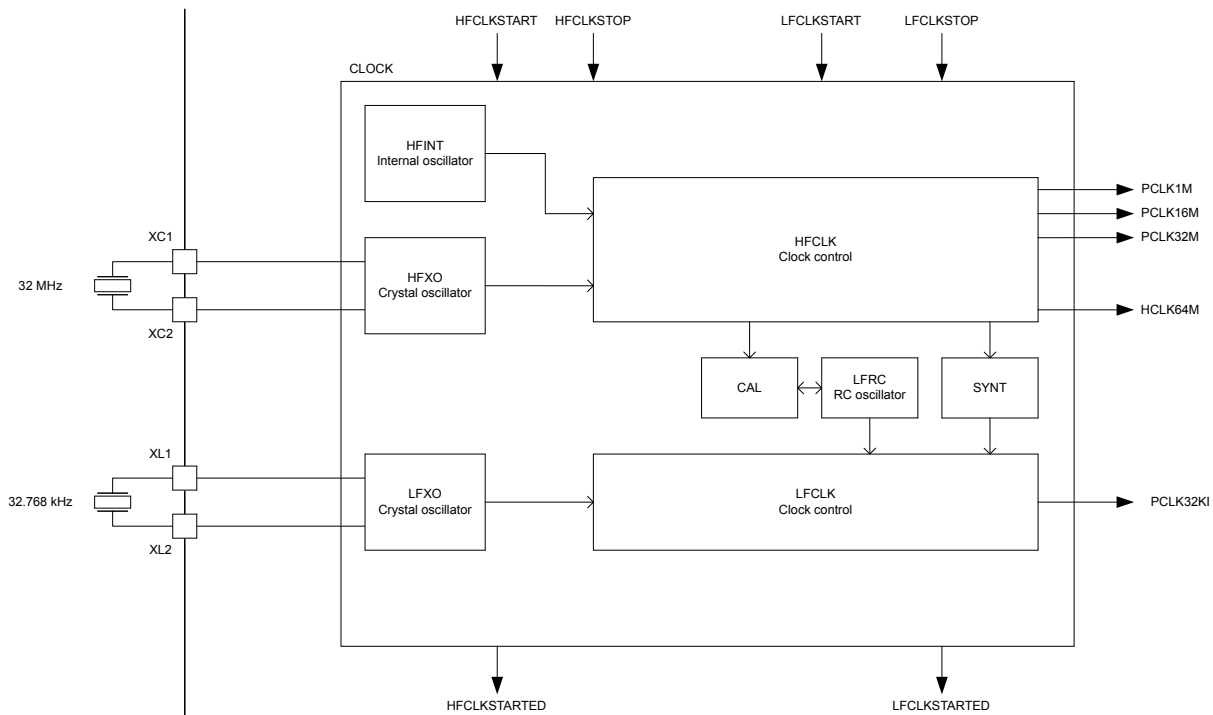 HFCLKSTART
HFCLKSTOP
LFCLKSTART
LFCLKSTOP
CLOCK
HFINT
Internal oscillator
PCLK1M
PCLK16M
PCLK32M
HFCLK
Clock control
XC1
HFXO
Crystal oscillator
32 MHz
XC2
HCLK64M
CAL
LFRC
RC oscillator
SYNT
XL1
32.768 kHz
LFXO
Crystal oscillator
LFCLK
Clock control
PCLK32KI
XL2
HFCLKSTARTED
LFCLKSTARTED